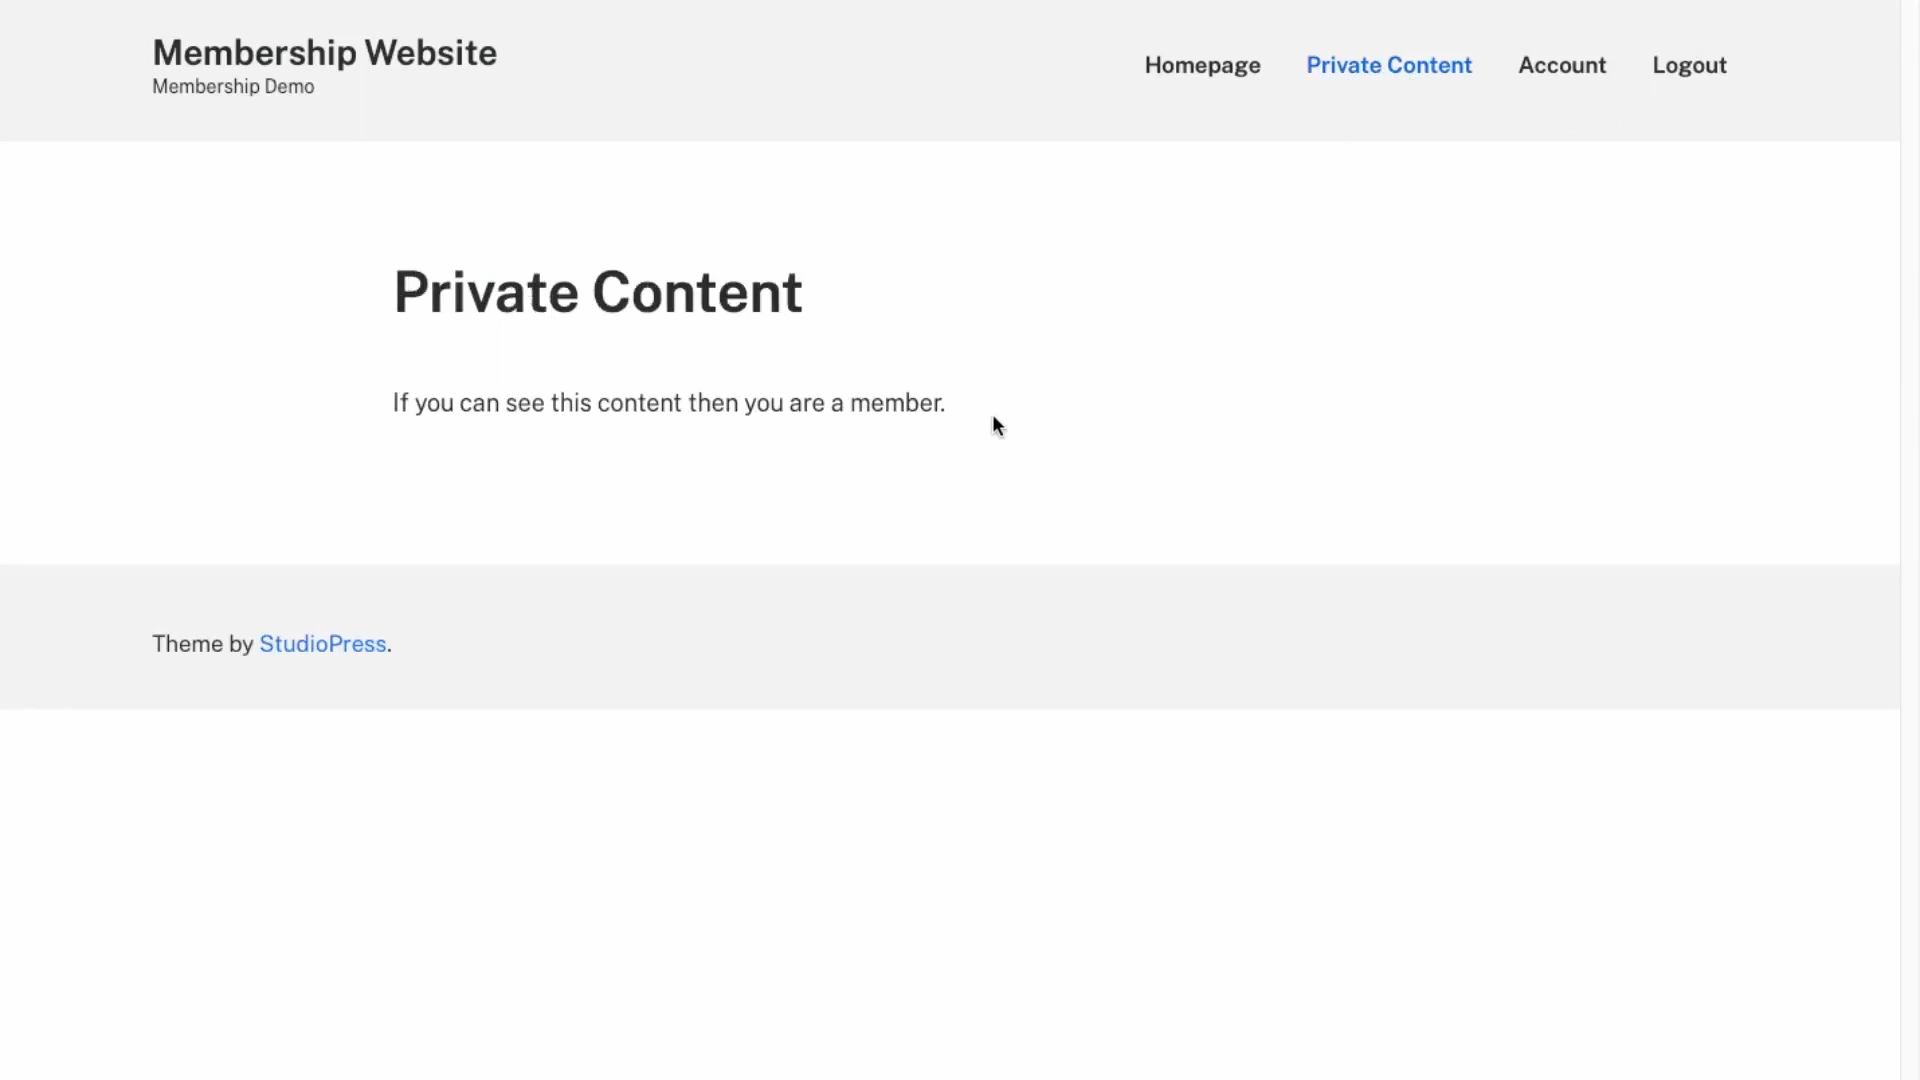 Membership Website
Membership Demo
Homepage Private Content Account Logout
Private Content
If you can see this content then you are a member.
Theme by StudioPress.